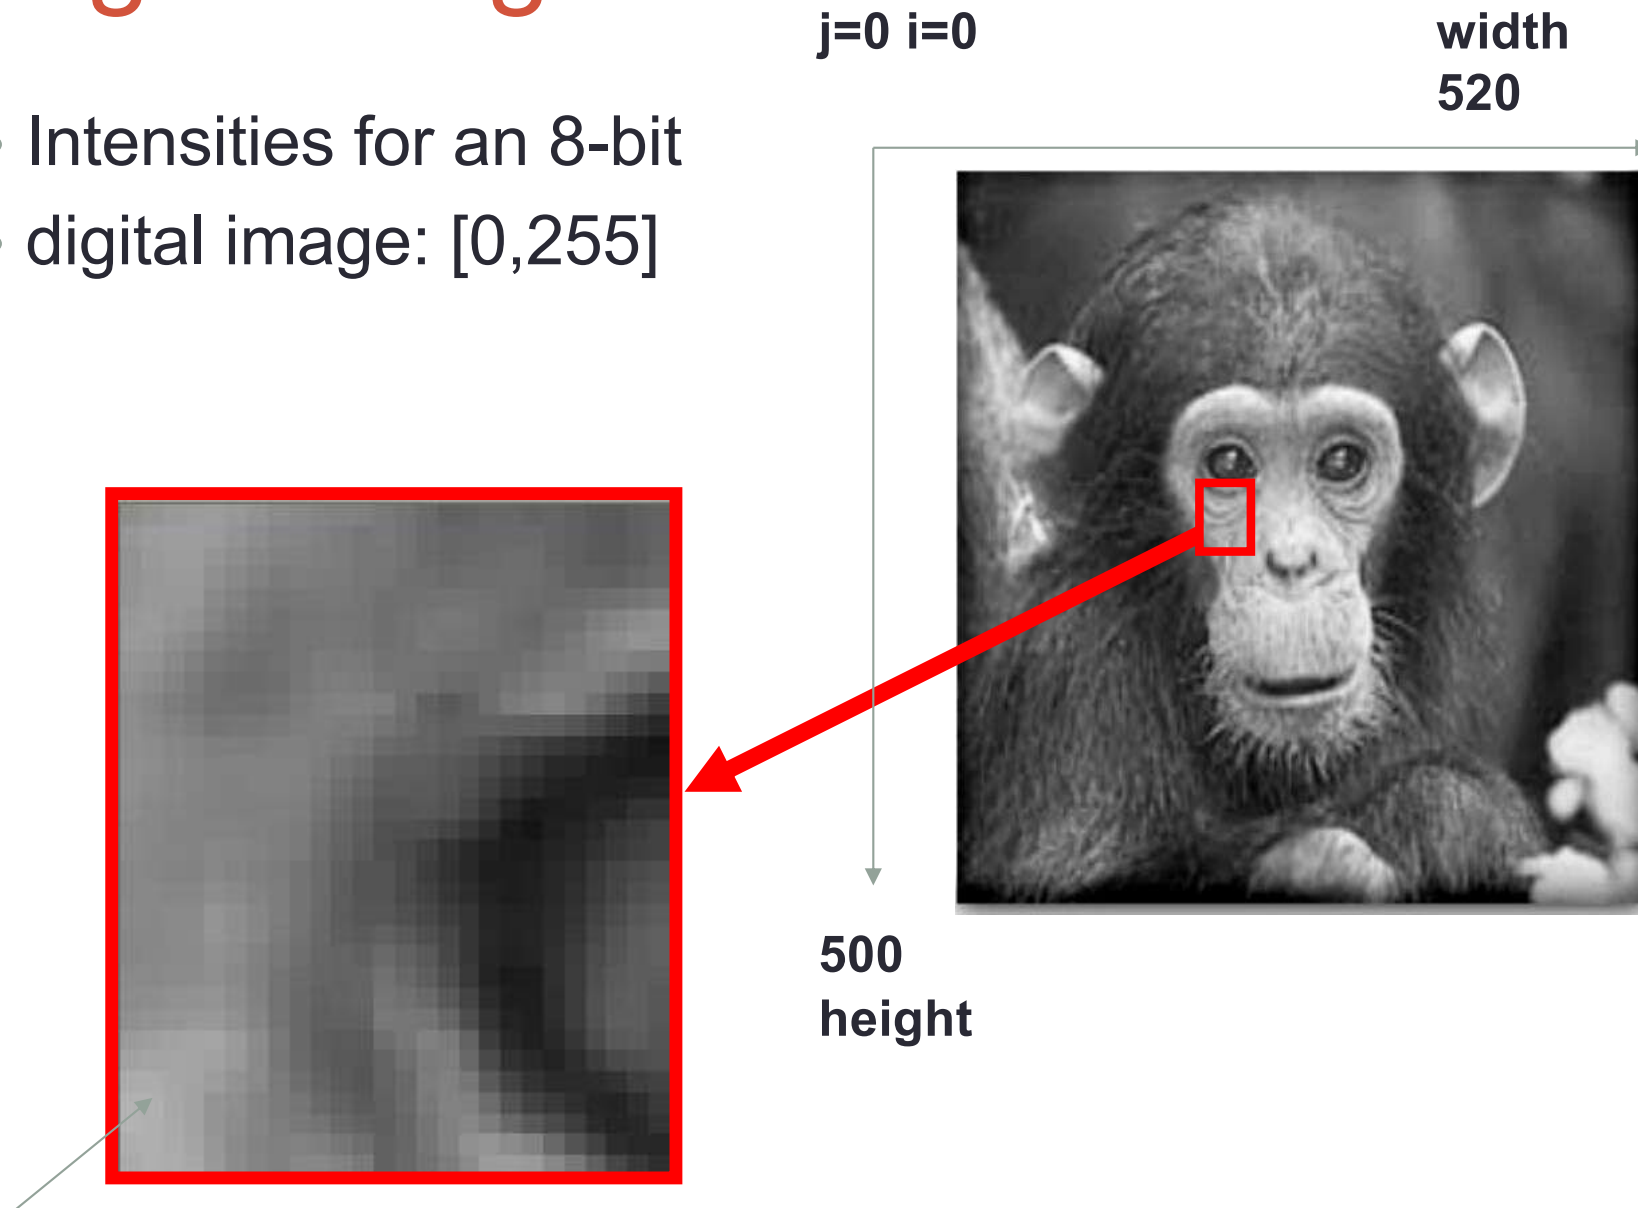 Intensities for an 8-bit
digital image: [0,255]
j=0 i=0
width
520
500
height